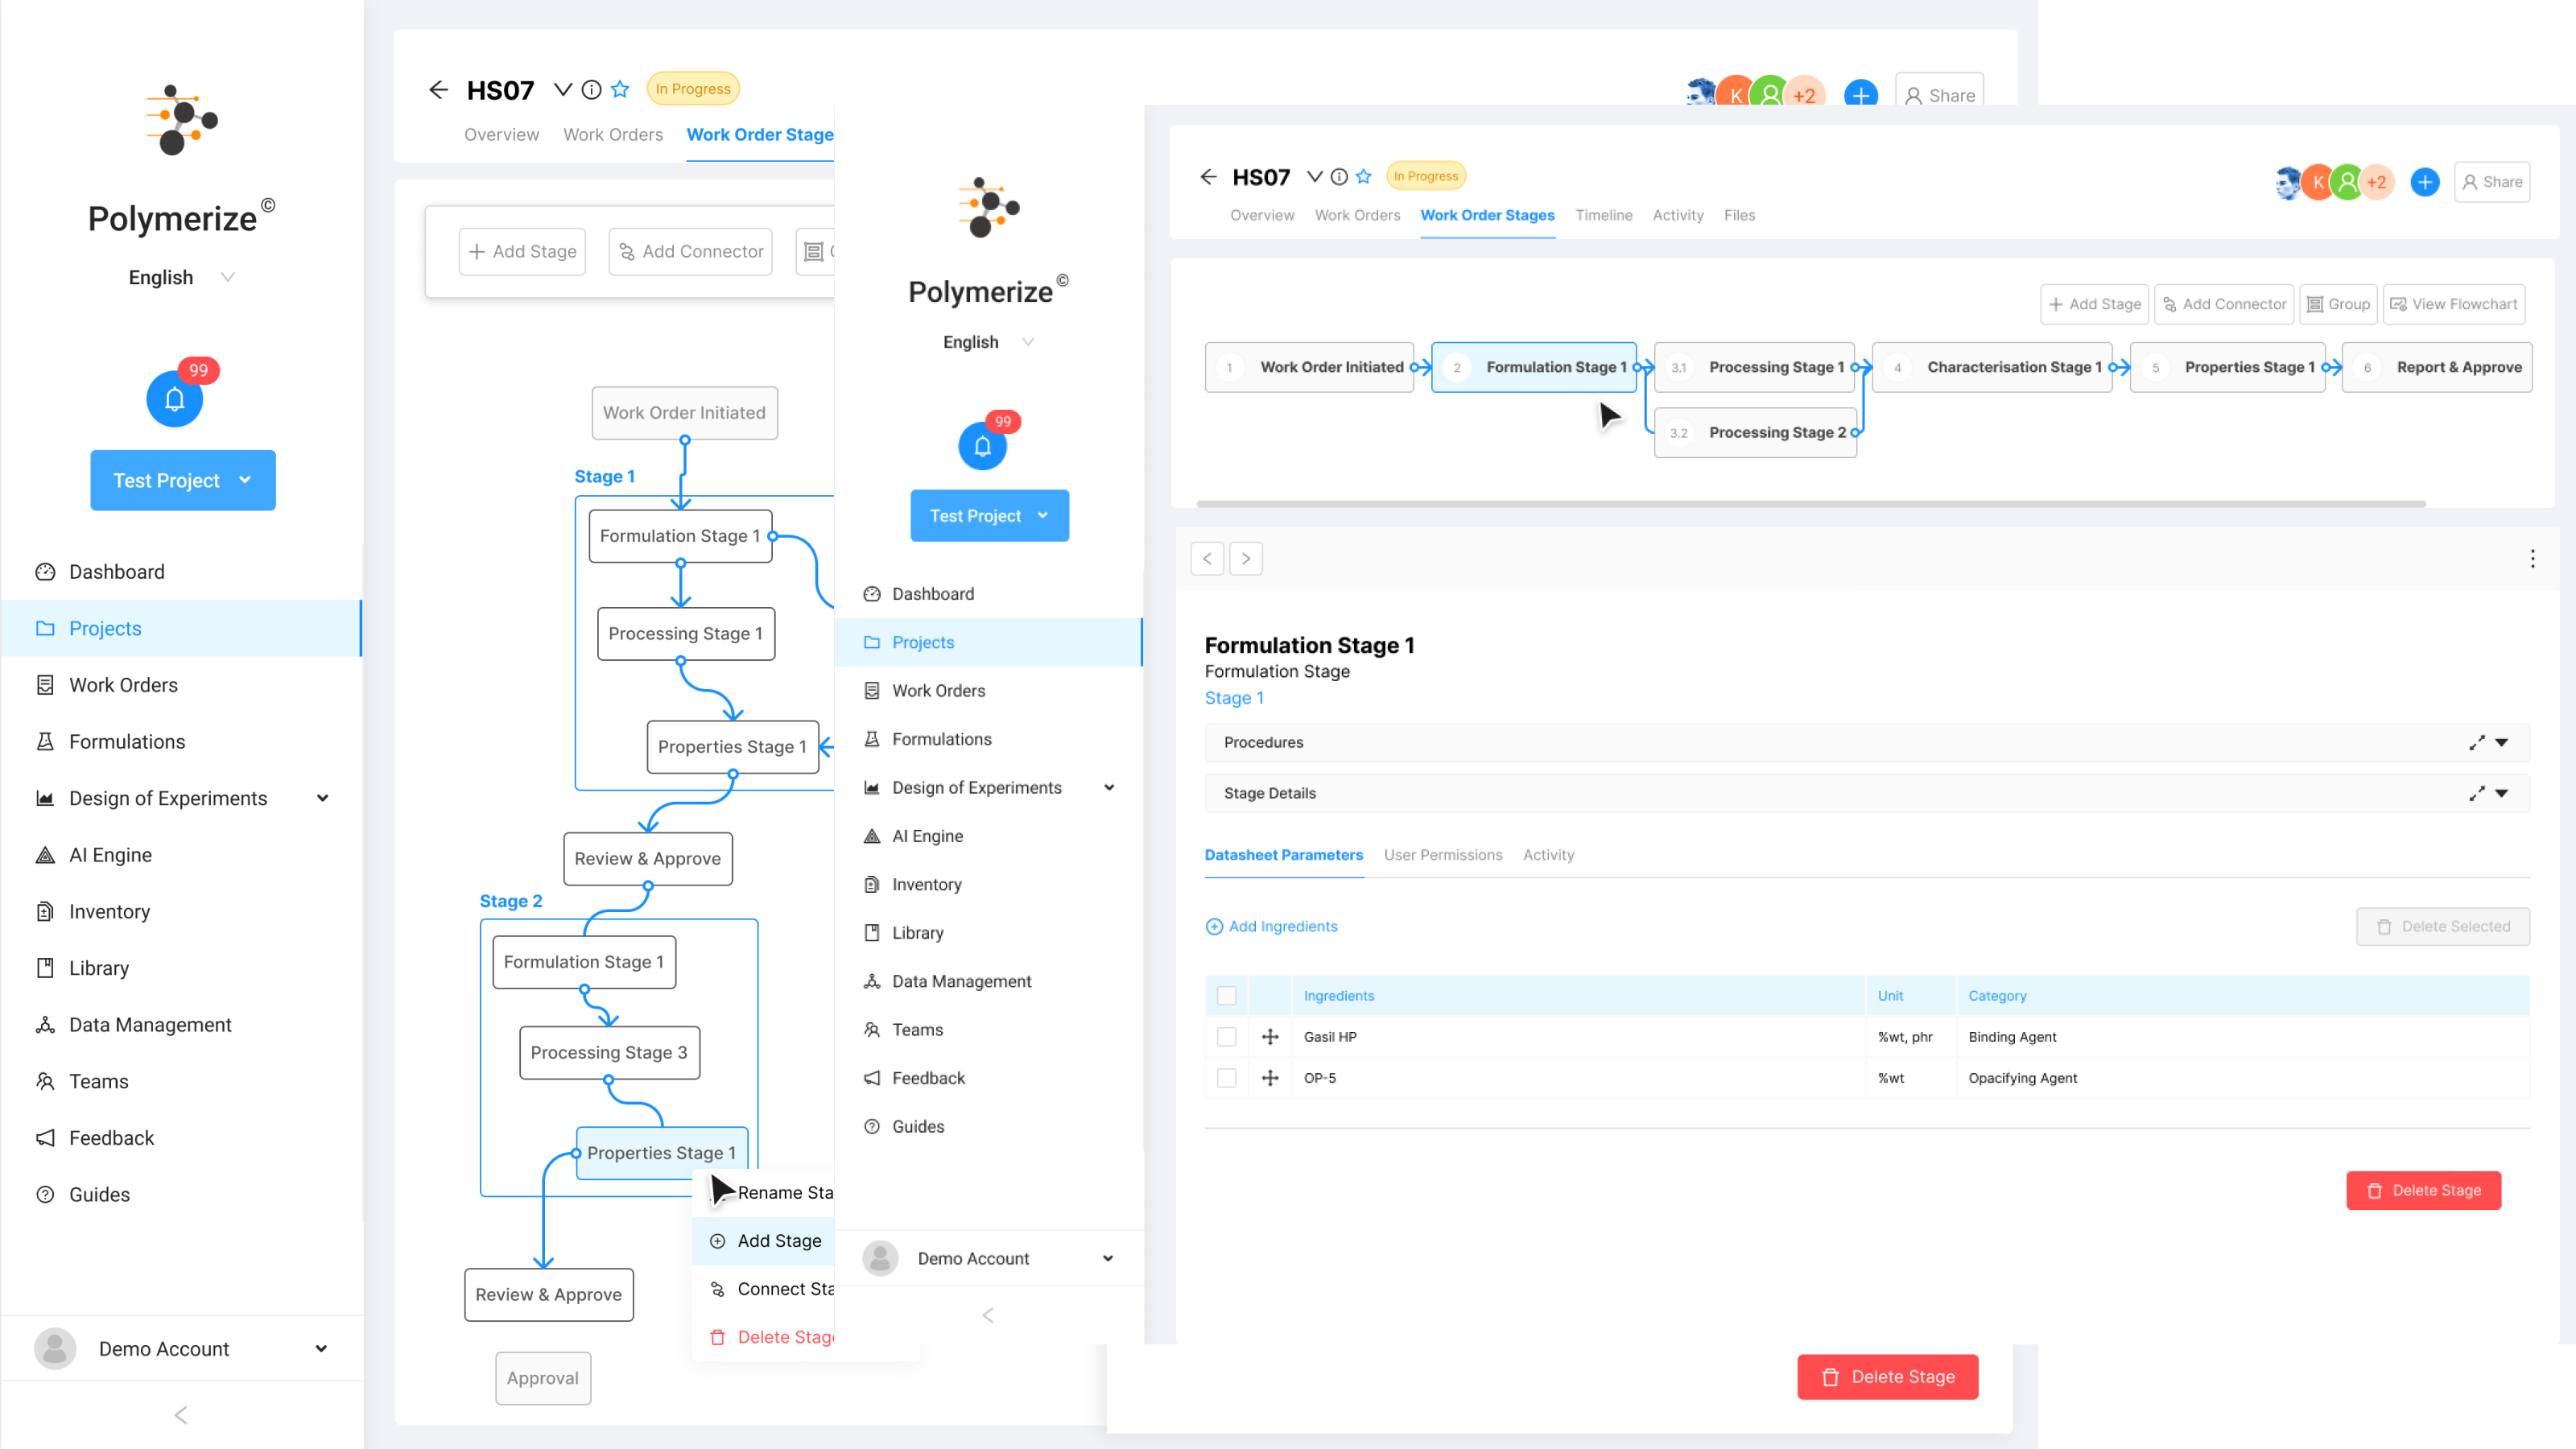 Polymerize©
English
99
Test Project
Dashboard
Projects
Work Orders
Formulations
Design of Experiments
AI Engine
Inventory
Library
Data Management
Teams
Feedback
Guides
Demo Account
HS07
In Progress
K
+2
Share
Overview
Work Orders
Work Order Stage
Add Stage
Add Connector
Work Order Initiated
Stage 1
Formulation Stage 1
Processing Stage 1
Properties Stage 1
Review & Approve
Stage 2
Formulation Stage 1
Processing Stage 3
Properties Stage 1
Review & Approve
Approval
Rename Sta
Add Stage
Connect Sta
Delete Stage
Delete Stage
Polymerize©
English
99
Test Project
Dashboard
Projects
Work Orders
Formulations
Design of Experiments
AI Engine
Inventory
Library
Data Management
Teams
Feedback
Guides
Demo Account
HS07
In Progress
K
+2
Share
Overview
Work Orders
Work Order Stages
Timeline
Activity
Files
Add Stage
Add Connector
Group
View Flowchart
1 Work Order Initiated
2 Formulation Stage 1
3.1 Processing Stage 1
4 Characterisation Stage 1
5 Properties Stage 1
6 Report & Approve
3.2 Processing Stage 2
Formulation Stage 1
Formulation Stage
Stage 1
Procedures
Stage Details
Datasheet Parameters
User Permissions
Activity
Add Ingredients
Delete Selected
Ingredients Unit Category
Gasil HP %wt, phr Binding Agent
OP-5 %wt Opacifying Agent
Delete Stage